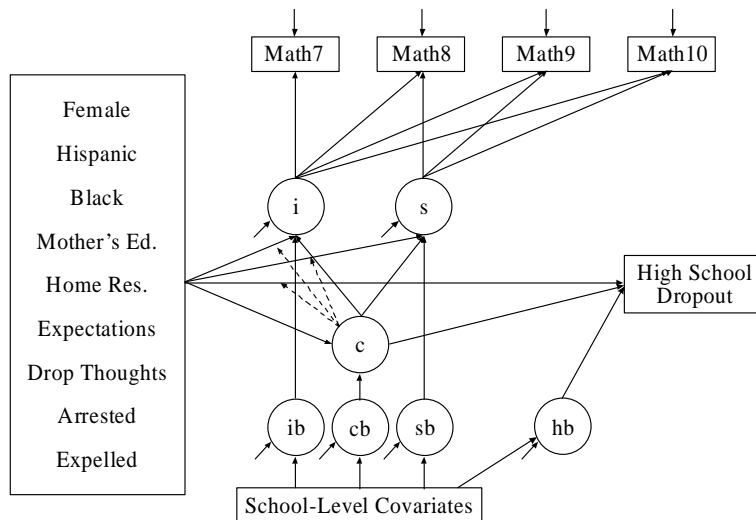 Math7
Math8
Math9
Math10
Female
Hispanic
Black
Mother's Ed.
Home Res.
Expectations
Drop Thoughts
Arrested
Expelled
i
s
High School
Dropout
c
ib
cb
sb
hb
School-Level Covariates